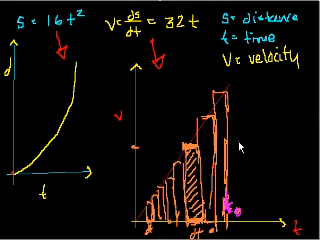 S = 16t²
V = ds/dt = 32t
S = distance
t = time
V = velocity
d
t
V
t
dt